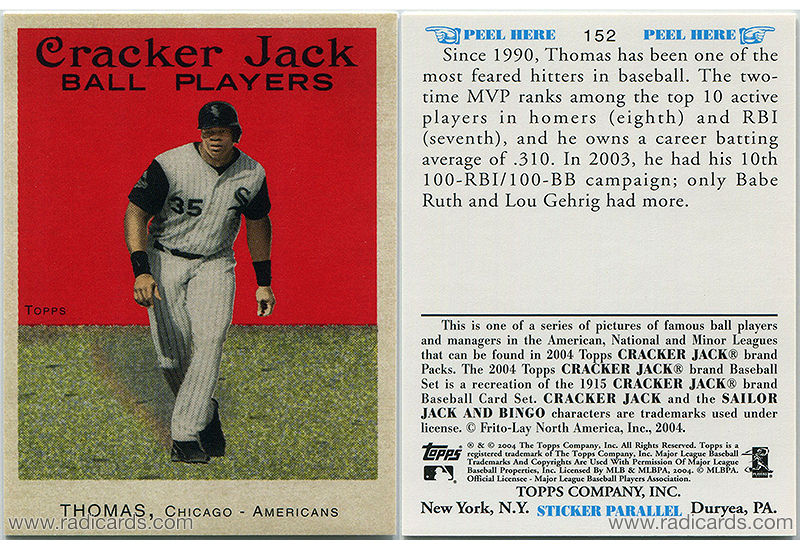 Cracker Jack
BALL PLAYERS
35
TOPPS
THOMAS, CHICAGO - AMERICANS
www.radicards.com
PEEL HERE 152 PEEL HERE
Since 1990, Thomas has been one of the
most feared hitters in baseball. The two-
time MVP ranks among the top 10 active
players in homers (eighth) and RBI
(seventh), and he owns a career batting
average of .310. In 2003, he had his 10th
100-RBI/100-BB campaign; only Babe
Ruth and Lou Gehrig had more.
This is one of a series of pictures of famous ball players
and managers in the American, National and Minor Leagues
that can be found in 2004 Topps CRACKER JACK® brand
Packs. The 2004 Topps CRACKER JACK® brand Baseball
Set is a recreation of the 1915 CRACKER JACK® brand
Baseball Card Set. CRACKER JACK and the SAILOR
JACK AND BINGO characters are trademarks used under
license. © Frito-Lay North America, Inc., 2004.
Topps ® & © 2004 The Topps Company, Inc. All Rights Reserved. Topps is a
registered trademark of The Topps Company, Inc. Major League Baseball
Trademarks And Copyrights Are Used With Permission Of Major League
Baseball Properties, Inc. Licensed By MLB & MLBPA, 2004. © MLBPA
Official Licensee - Major League Baseball Players Association.
TOPPS COMPANY, INC.
New York, N.Y. STICKER PARALLEL Duryea, PA.
www.radicards.com